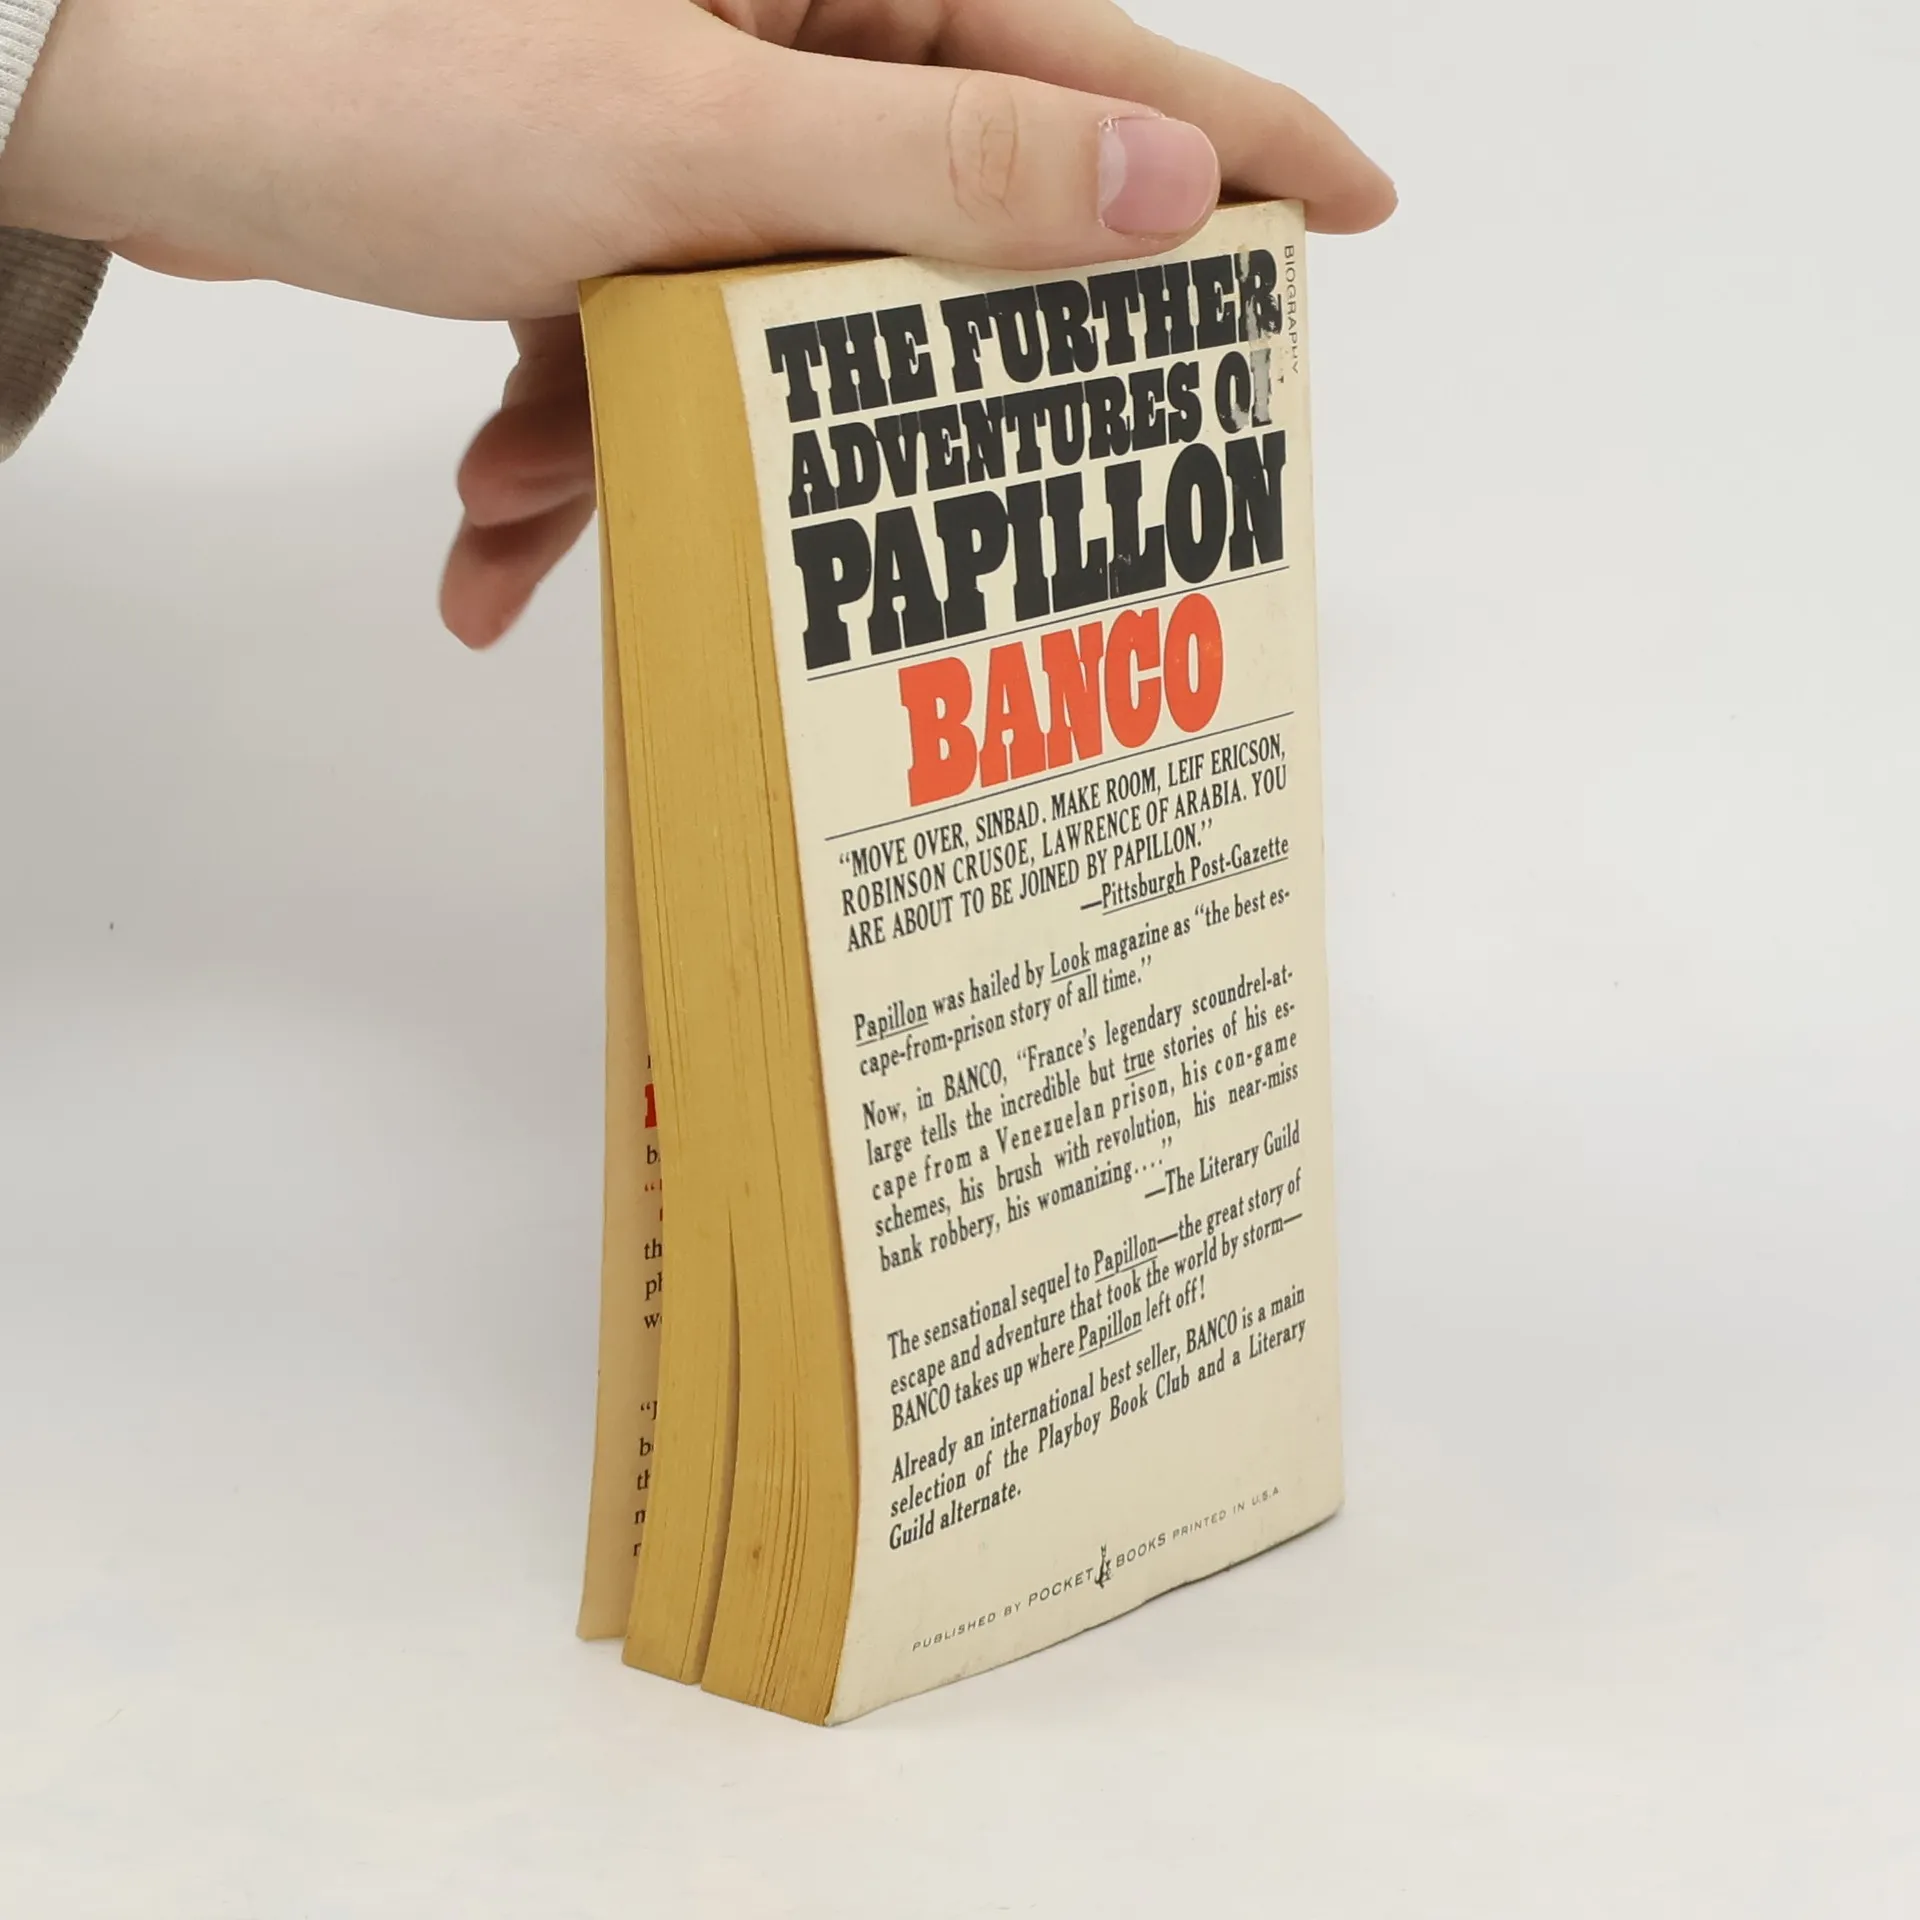 THE FURTHER
ADVENTURES OF
PAPILLON
BANCO
BIOGRAPHY
“MOVE OVER, SINBAD. MAKE ROOM, LEIF ERICSON,
ROBINSON CRUSOE, LAWRENCE OF ARABIA. YOU
ARE ABOUT TO BE JOINED BY PAPILLON.”
—Pittsburgh Post-Gazette
Papillon was hailed by Look magazine as “the best es-
cape-from-prison story of all time.”
Now, in BANCO, “France’s legendary scoundrel-at-
large tells the incredible but true stories of his es-
cape from a Venezuelan prison, his con-game
schemes, his brush with revolution, his near-miss
bank robbery, his womanizing....”
—The Literary Guild
The sensational sequel to Papillon—the great story of
escape and adventure that took the world by storm—
BANCO takes up where Papillon left off!
Already an international best seller, BANCO is a main
selection of the Playboy Book Club and a Literary
Guild alternate.
PUBLISHED BY POCKET BOOKS PRINTED IN U.S.A.